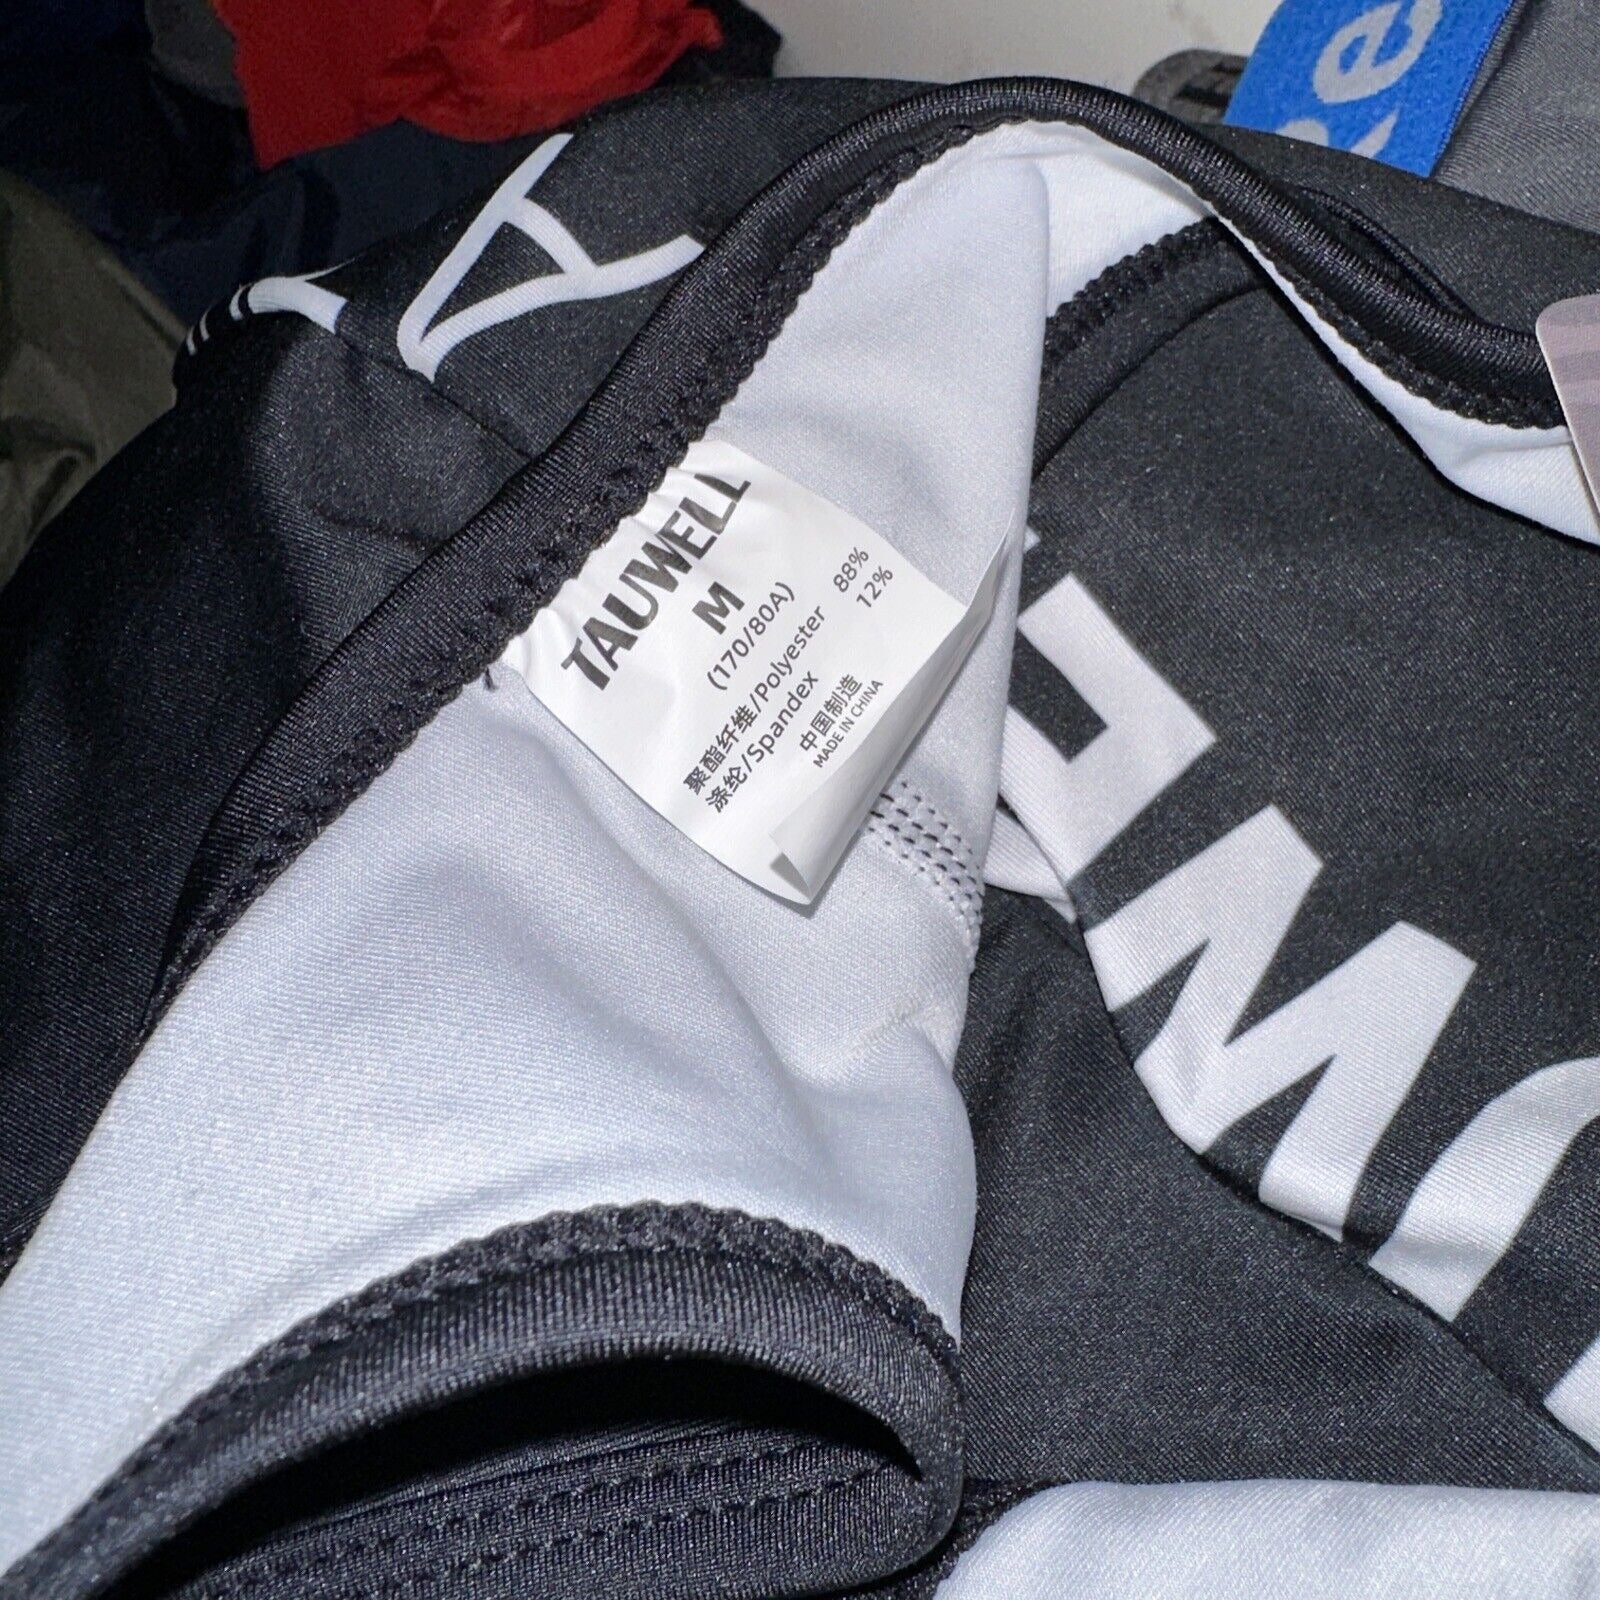 Re
TAUWELL
M
(170/80A)
聚酯纤维/Polyester 88%
涤纶/Spandex 12%
中国制造
MADE IN CHINA